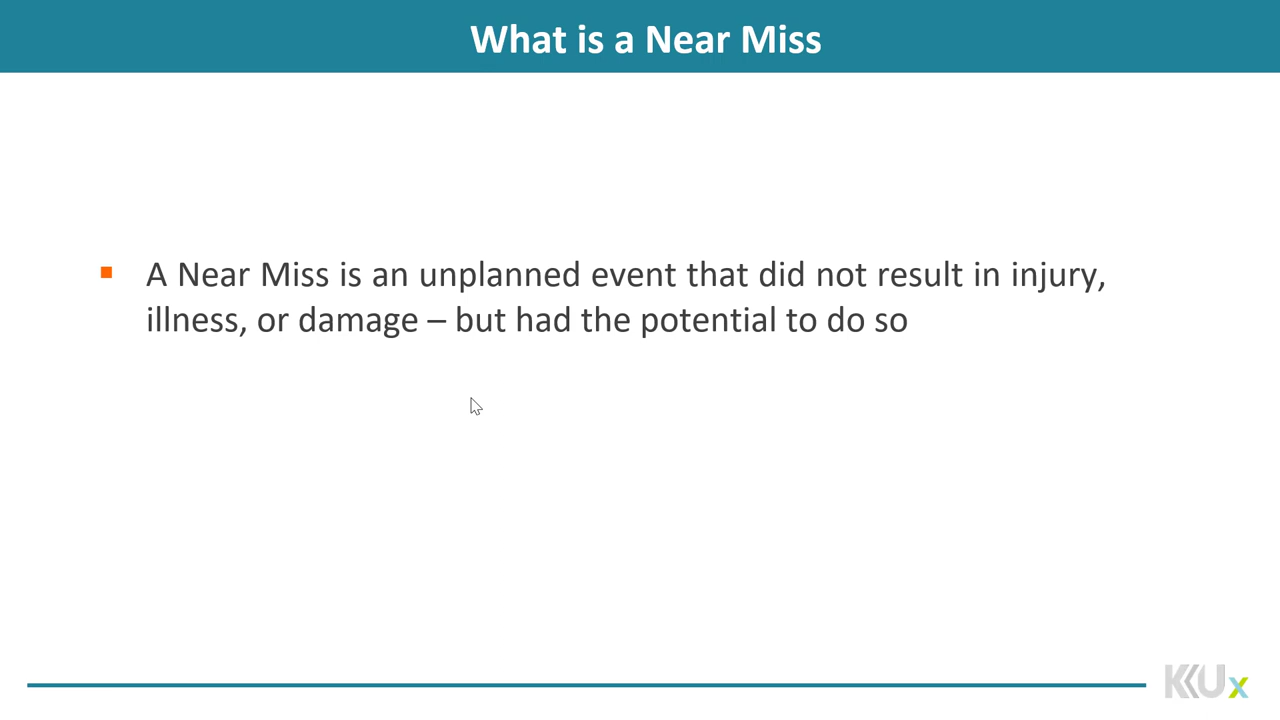 What is a Near Miss
A Near Miss is an unplanned event that did not result in injury,
illness, or damage – but had the potential to do so
KKUx